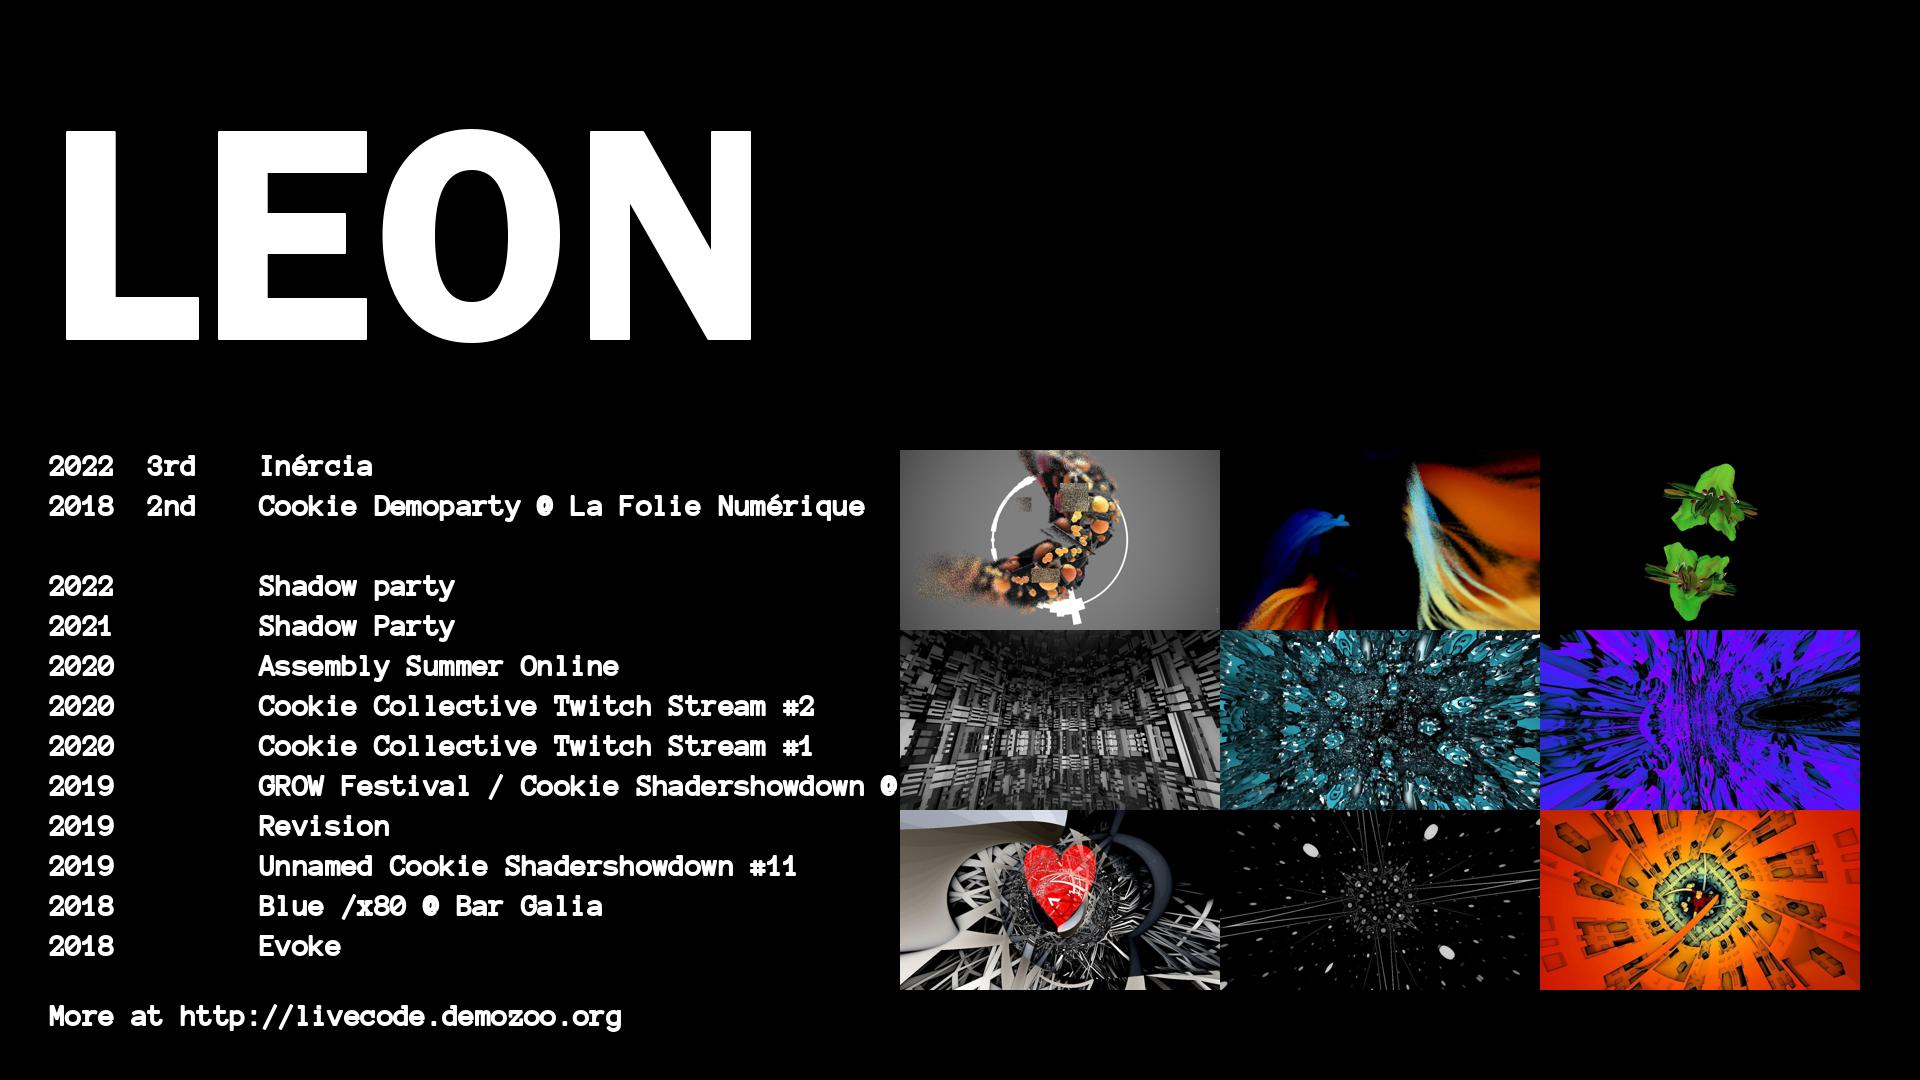 LEON
2022 3rd Inércia
2018 2nd Cookie Demoparty @ La Folie Numérique
2022 Shadow party
2021 Shadow Party
2020 Assembly Summer Online
2020 Cookie Collective Twitch Stream #2
2020 Cookie Collective Twitch Stream #1
2019 GROW Festival / Cookie Shadershowdown @
2019 Revision
2019 Unnamed Cookie Shadershowdown #11
2018 Blue /x80 @ Bar Galia
2018 Evoke
More at http://livecode.demozoo.org